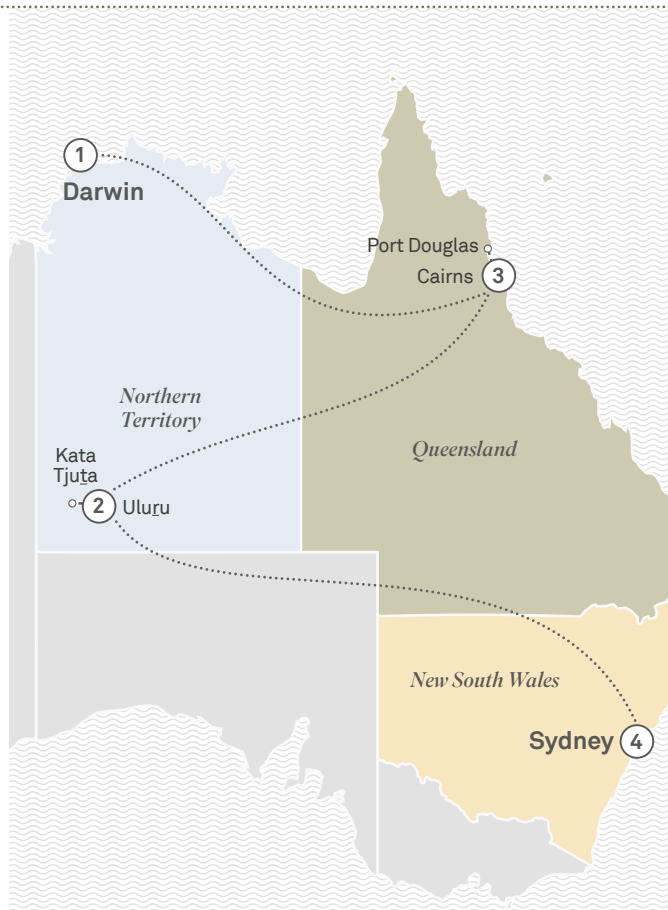 1
Darwin
Port Douglas
Cairns 3
Northern
Territory
Queensland
Kata
Tjuṯa
2 Uluṟu
New South Wales
Sydney 4